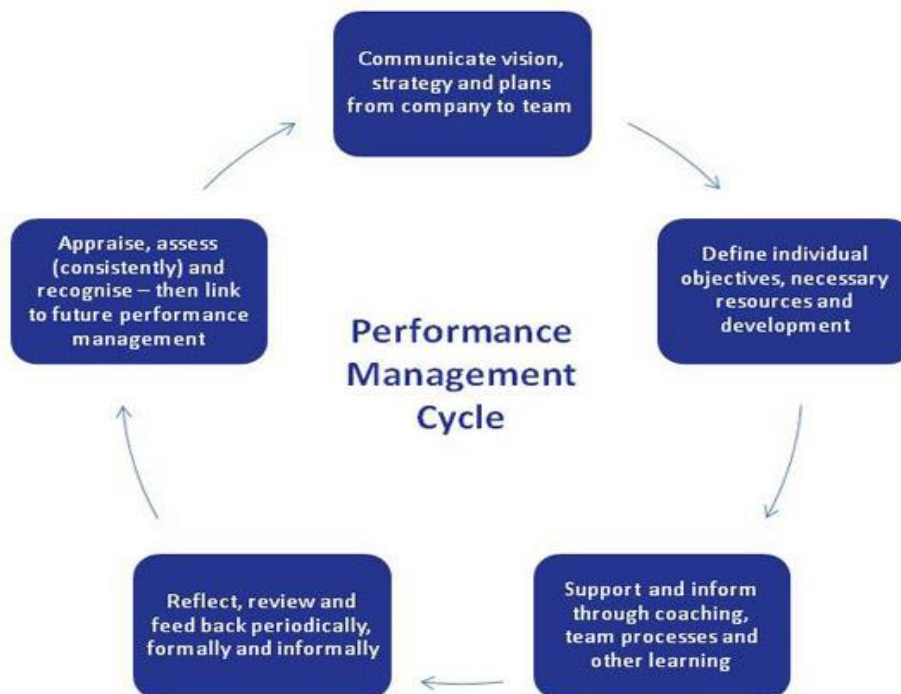 Communicate vision,
strategy and plans
from company to team
Define individual
objectives, necessary
resources and
development
Support and inform
through coaching,
team processes and
other learning
Reflect, review and
feed back periodically,
formally and informally
Appraise, assess
(consistently) and
recognise – then link
to future performance
management
Performance
Management
Cycle